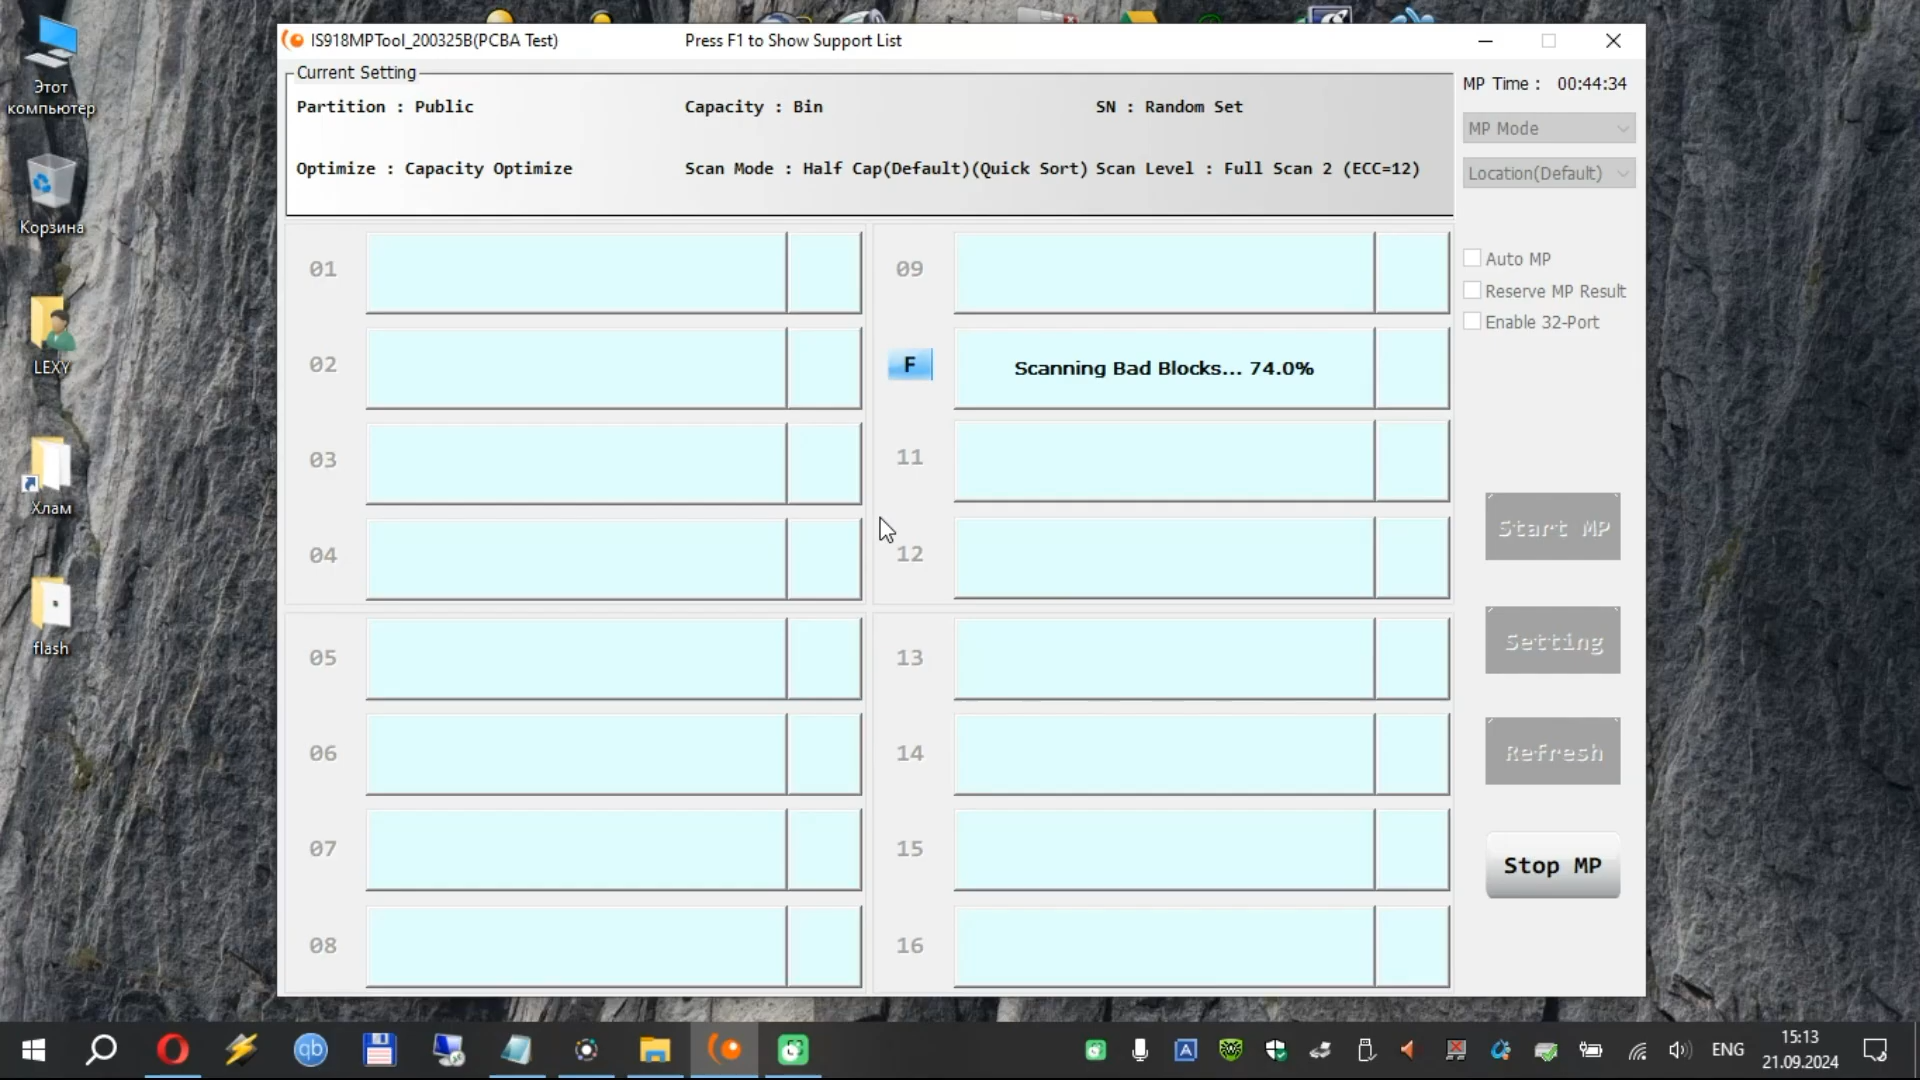 Этот
компьютер
Корзина
LEXY
Хлам
flash
IS918MPTool_200325B(PCBA Test)
Press F1 to Show Support List
Current Setting
Partition : Public
Capacity : Bin
SN : Random Set
Optimize : Capacity Optimize
Scan Mode : Half Cap(Default)(Quick Sort)
Scan Level : Full Scan 2 (ECC=12)
MP Time : 00:44:34
MP Mode
Location(Default)
Auto MP
Reserve MP Result
Enable 32-Port
Start MP
Setting
Refresh
Stop MP
01
02
03
04
05
06
07
08
09
F
Scanning Bad Blocks... 74.0%
11
12
13
14
15
16
qb
A
ENG
15:13
21.09.2024